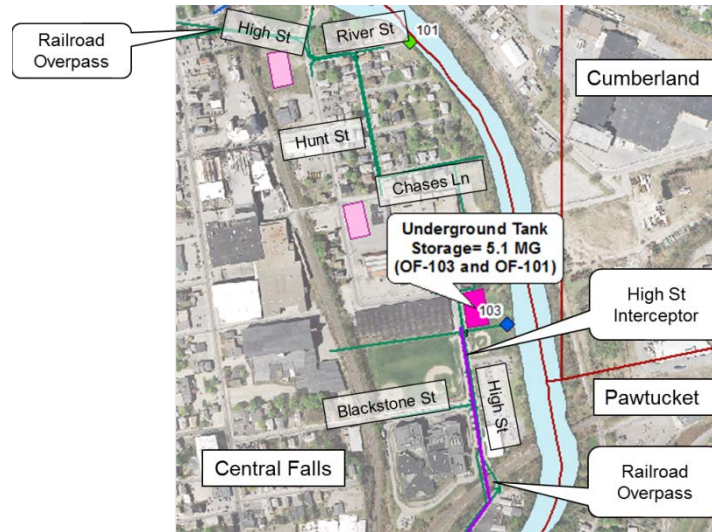 Railroad
Overpass
High St
River St
101
Cumberland
Hunt St
Chases Ln
Underground Tank
Storage= 5.1 MG
(OF-103 and OF-101)
103
High St
Interceptor
Blackstone St
High St
Pawtucket
Central Falls
Railroad
Overpass